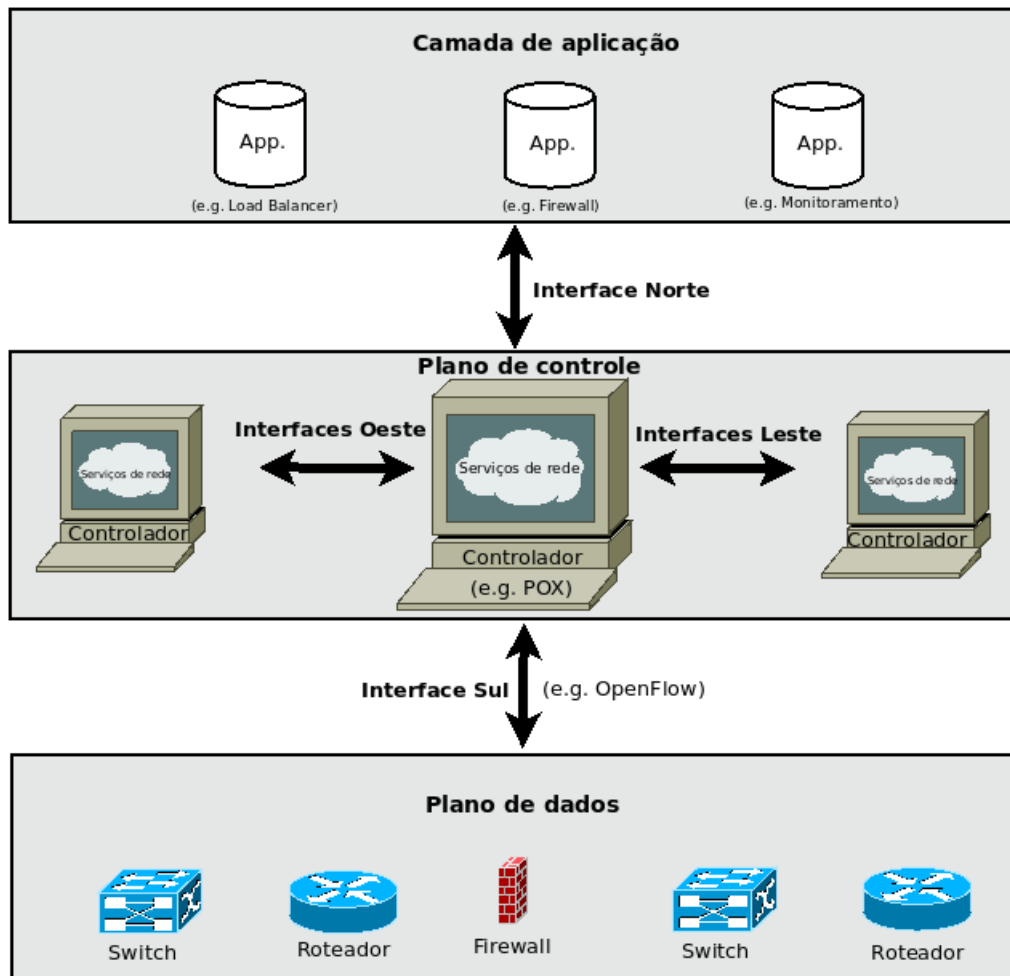 Camada de aplicação
App.
App.
App.
(e.g. Load Balancer)
(e.g. Firewall)
(e.g. Monitoramento)
Interface Norte
Plano de controle
Interfaces Oeste
Interfaces Leste
Serviços de rede
Serviços de rede
Serviços de rede
Controlador
Controlador
(e.g. POX)
Controlador
Interface Sul (e.g. OpenFlow)
Plano de dados
Switch
Roteador
Firewall
Switch
Roteador